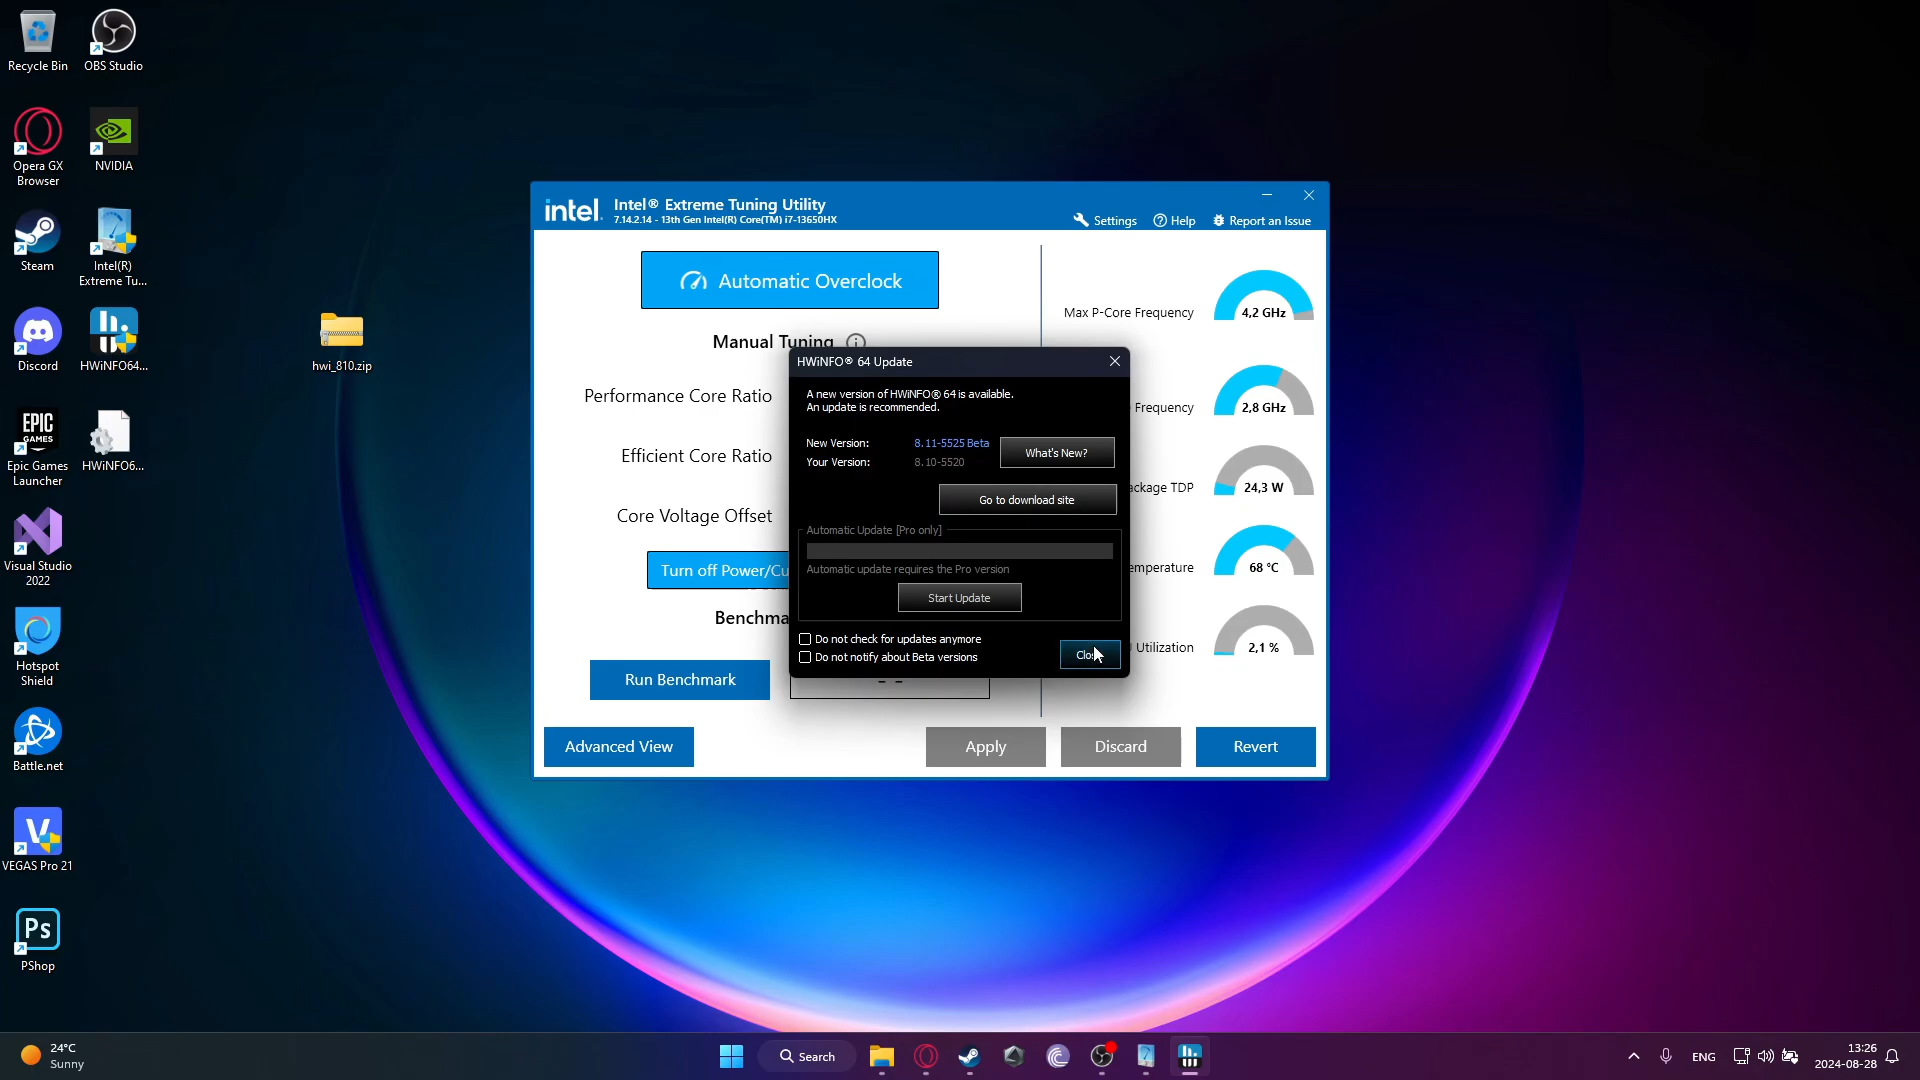 Recycle Bin
OBS Studio
Opera GX
Browser
NVIDIA
Steam
Intel(R)
Extreme Tu...
Discord
HWiNFO64...
EPIC
GAMES
Epic Games
Launcher
HWiNFO6...
Visual Studio
2022
Hotspot
Shield
Battle.net
VEGAS Pro 21
Ps
PShop
hwi_810.zip
intel.
Intel® Extreme Tuning Utility
7.14.2.14 - 13th Gen Intel(R) Core(TM) i7-13650HX
Settings
Help
Report an Issue
Automatic Overclock
Manual Tuning
Performance Core Ratio
Efficient Core Ratio
Core Voltage Offset
Turn off Power/Cu
Benchma
Run Benchmark
- -
Advanced View
Apply
Discard
Revert
Max P-Core Frequency
4,2 GHz
Frequency
2,8 GHz
ackage TDP
24,3 W
emperature
68 °C
Utilization
2,1 %
HWiNFO® 64 Update
A new version of HWiNFO® 64 is available.
An update is recommended.
New Version: 8.11-5525 Beta
Your Version: 8.10-5520
What's New?
Go to download site
Automatic Update [Pro only]
Automatic update requires the Pro version
Start Update
Do not check for updates anymore
Do not notify about Beta versions
Clo
24°C
Sunny
Search
ENG
13:26
2024-08-28